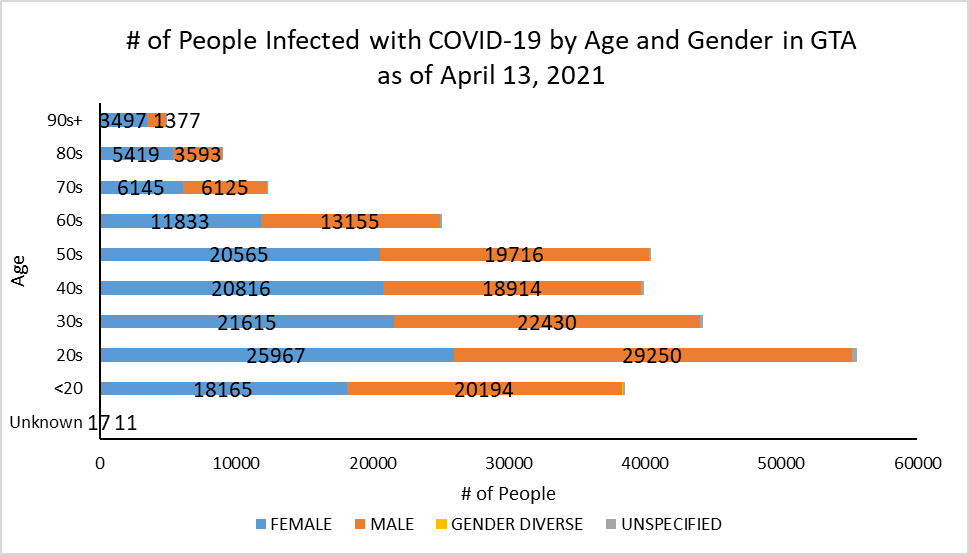 # of People Infected with COVID-19 by Age and Gender in GTA
as of April 13, 2021
90s+ 3497 1377
80s 5419 3593
70s 6145 6125
60s 11833 13155
50s 20565 19716
Age
40s 20816 18914
30s 21615 22430
20s 25967 29250
<20 18165 20194
Unknown 17 11
0 10000 20000 30000 40000 50000 60000
# of People
FEMALE MALE GENDER DIVERSE UNSPECIFIED